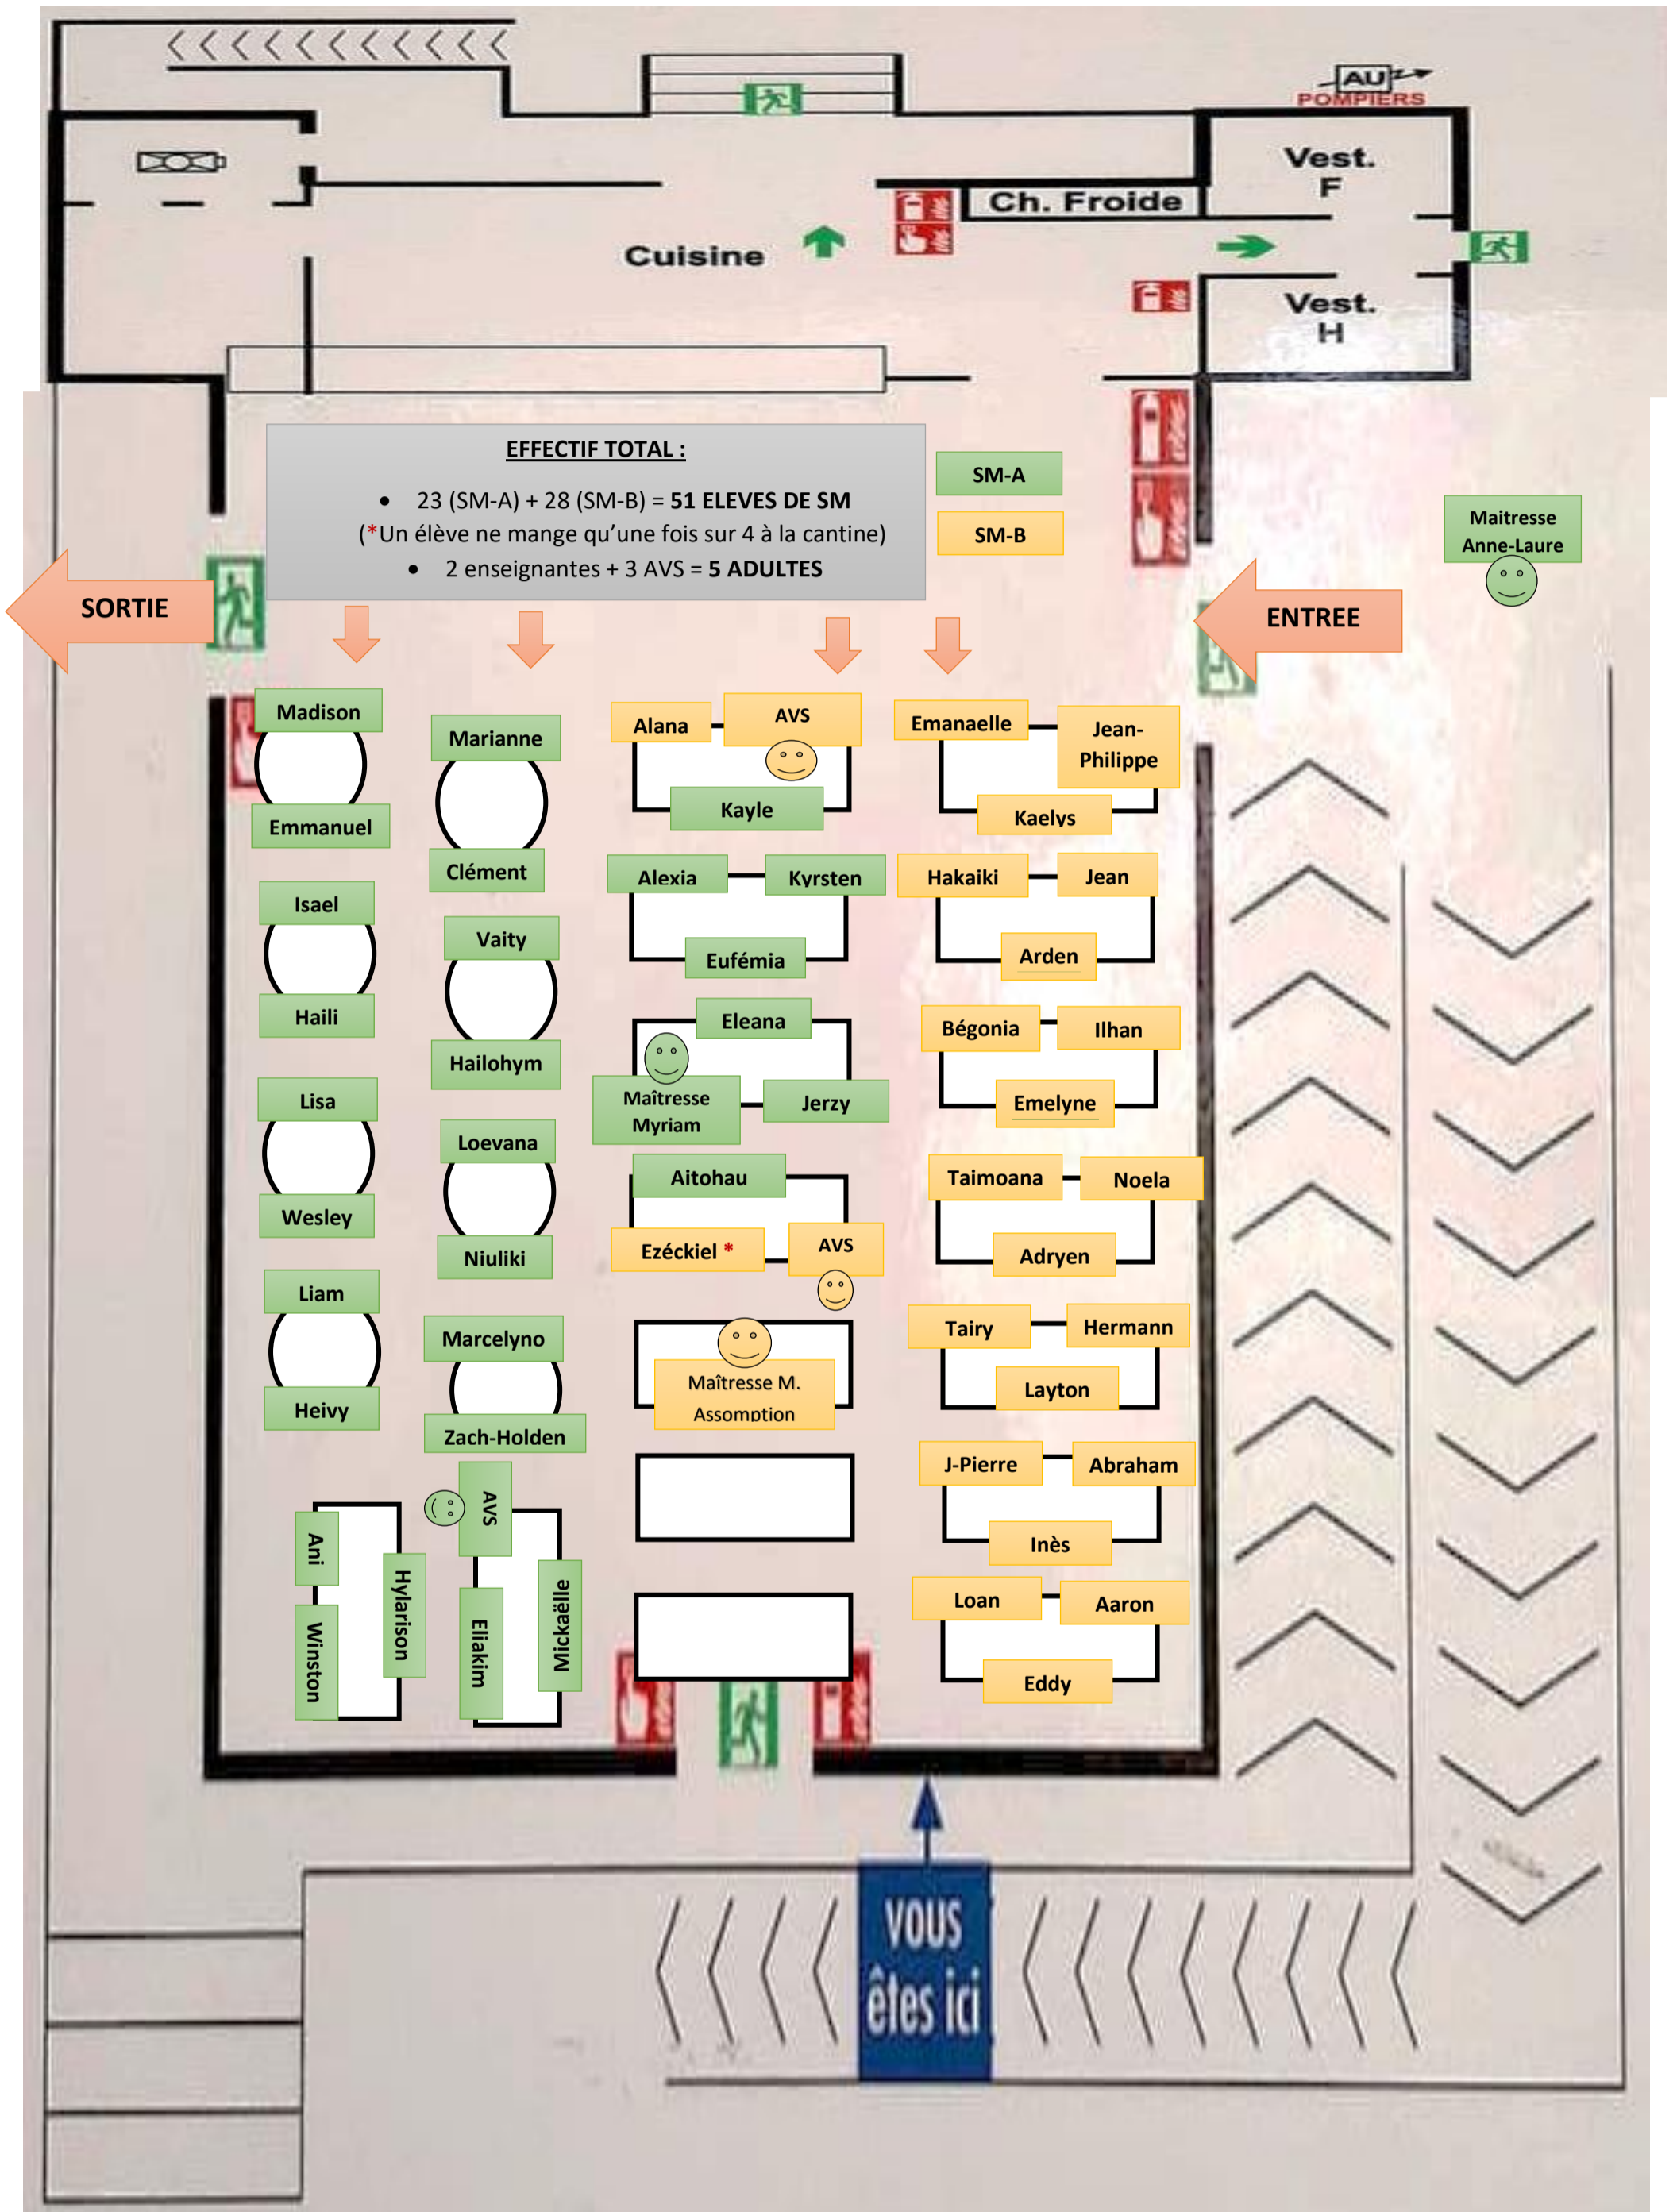 AU
POMPIERS
Vest.
F
Ch. Froide
Cuisine
Vest.
H
EFFECTIF TOTAL :
• 23 (SM-A) + 28 (SM-B) = 51 ELEVES DE SM
(*Un élève ne mange qu'une fois sur 4 à la cantine)
• 2 enseignantes + 3 AVS = 5 ADULTES
SM-A
SM-B
Maitresse
Anne-Laure
SORTIE
ENTREE
Madison
Emmanuel
Isael
Haili
Lisa
Wesley
Liam
Heivy
Ani
Winston
Hylarison
Marianne
Clément
Vaity
Hailohym
Loevana
Niuliki
Marcelyno
Zach-Holden
AVS
Eliakim
Mickaëlle
Alana
AVS
Kayle
Alexia
Kyrsten
Eufémia
Eleana
Maîtresse
Myriam
Jerzy
Aitohau
Ezéckiel *
AVS
Maîtresse M.
Assomption
Emanaelle
Jean-
Philippe
Kaelys
Hakaiki
Jean
Arden
Bégonia
Ilhan
Emelyne
Taimoana
Noela
Adryen
Tairy
Hermann
Layton
J-Pierre
Abraham
Inès
Loan
Aaron
Eddy
VOUS
êtes ici